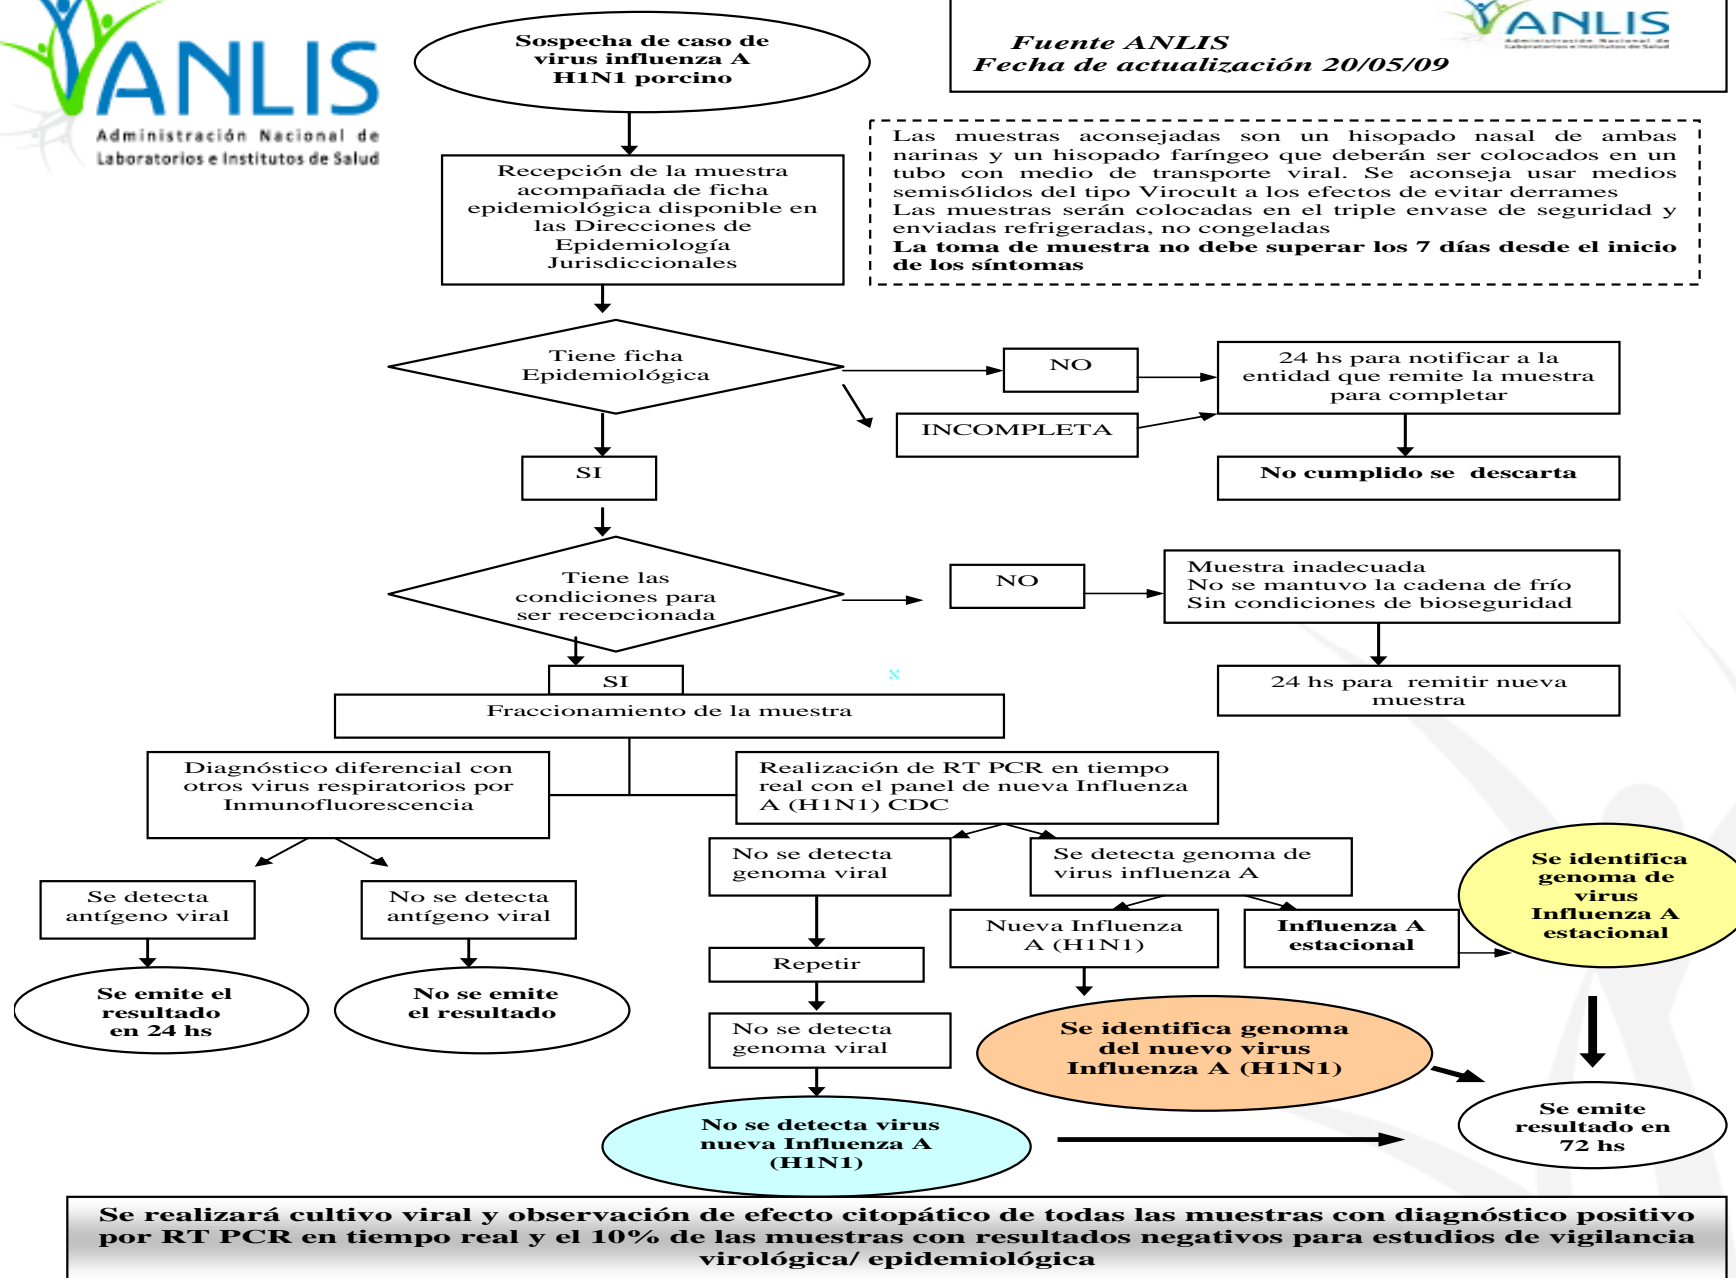 ANLIS
Administración Nacional de
Laboratorios e Institutos de Salud
Sospecha de caso de
virus influenza A
H1N1 porcino
ANLIS
Administración Nacional de
Laboratorios e Institutos de Salud
Fuente ANLIS
Fecha de actualización 20/05/09
Recepción de la muestra
acompañada de ficha
epidemiológica disponible en
las Direcciones de
Epidemiología
Jurisdiccionales
Las muestras aconsejadas son un hisopado nasal de ambas
narinas y un hisopado faríngeo que deberán ser colocados en un
tubo con medio de transporte viral. Se aconseja usar medios
semisólidos del tipo Virocult a los efectos de evitar derrames
Las muestras serán colocadas en el triple envase de seguridad y
enviadas refrigeradas, no congeladas
La toma de muestra no debe superar los 7 días desde el inicio
de los síntomas
Tiene ficha
Epidemiológica
NO
24 hs para notificar a la
entidad que remite la muestra
para completar
INCOMPLETA
SI
No cumplido se descarta
Tiene las
condiciones para
ser recepcionada
NO
Muestra inadecuada
No se mantuvo la cadena de frío
Sin condiciones de bioseguridad
SI
x
24 hs para remitir nueva
muestra
Fraccionamiento de la muestra
Diagnóstico diferencial con
otros virus respiratorios por
Inmunofluorescencia
Realización de RT PCR en tiempo
real con el panel de nueva Influenza
A (H1N1) CDC
Se detecta
antígeno viral
No se detecta
antígeno viral
No se detecta
genoma viral
Se detecta genoma de
virus influenza A
Se identifica
genoma de
virus
Influenza A
estacional
Nueva Influenza
A (H1N1)
Influenza A
estacional
Repetir
Se emite el
resultado
en 24 hs
No se emite
el resultado
No se detecta
genoma viral
Se identifica genoma
del nuevo virus
Influenza A (H1N1)
No se detecta virus
nueva Influenza A
(H1N1)
Se emite
resultado en
72 hs
Se realizará cultivo viral y observación de efecto citopático de todas las muestras con diagnóstico positivo
por RT PCR en tiempo real y el 10% de las muestras con resultados negativos para estudios de vigilancia
virológica/ epidemiológica